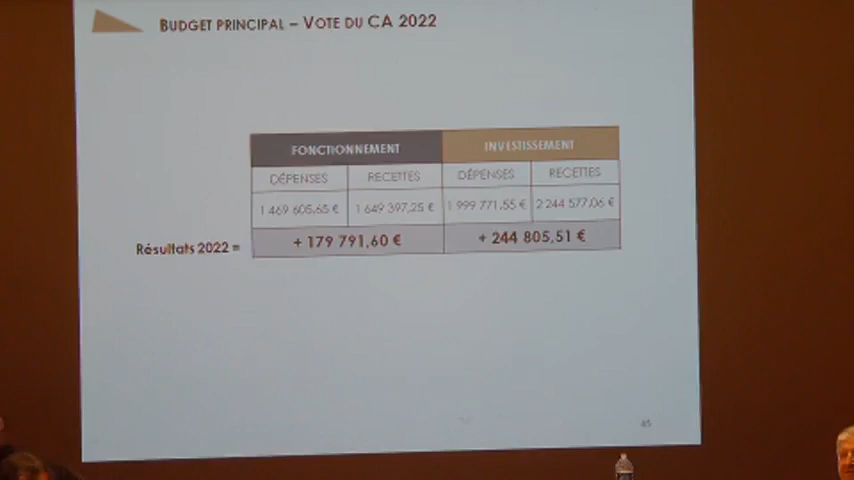 BUDGET PRINCIPAL – VOTE DU CA 2022
FONCTIONNEMENT INVESTISSEMENT
DÉPENSES RECETTES DÉPENSES RECETTES
1 469 605,65 € 1 649 397,25 € 1 999 771,55 € 2 244 577,06 €
Résultats 2022 = + 179 791,60 € + 244 805,51 €